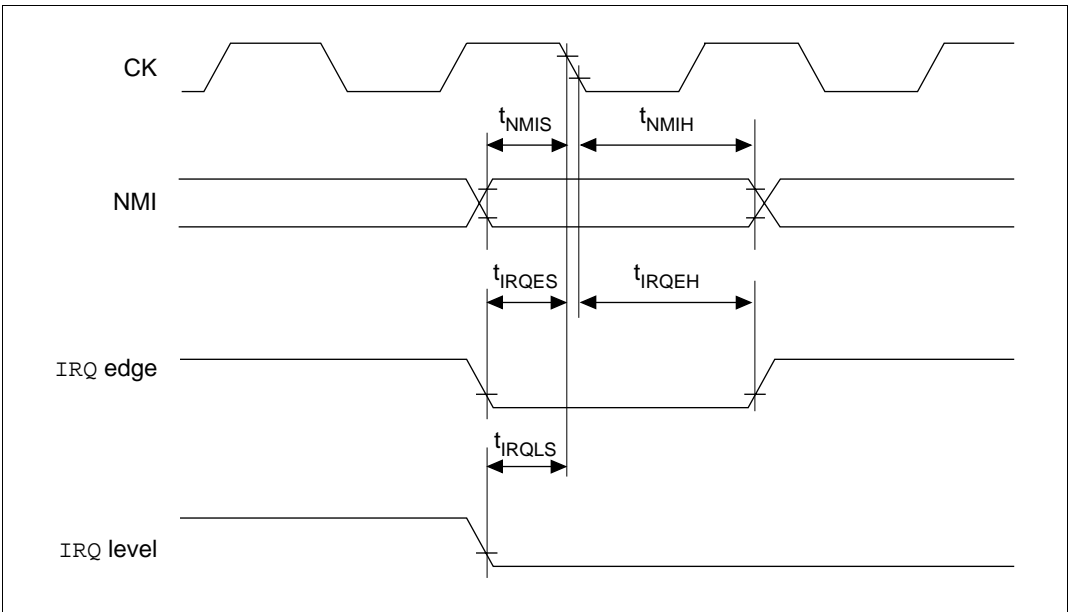 CK
tNMIS tNMIH
NMI
tIRQES tIRQEH
IRQ edge
tIRQLS
IRQ level